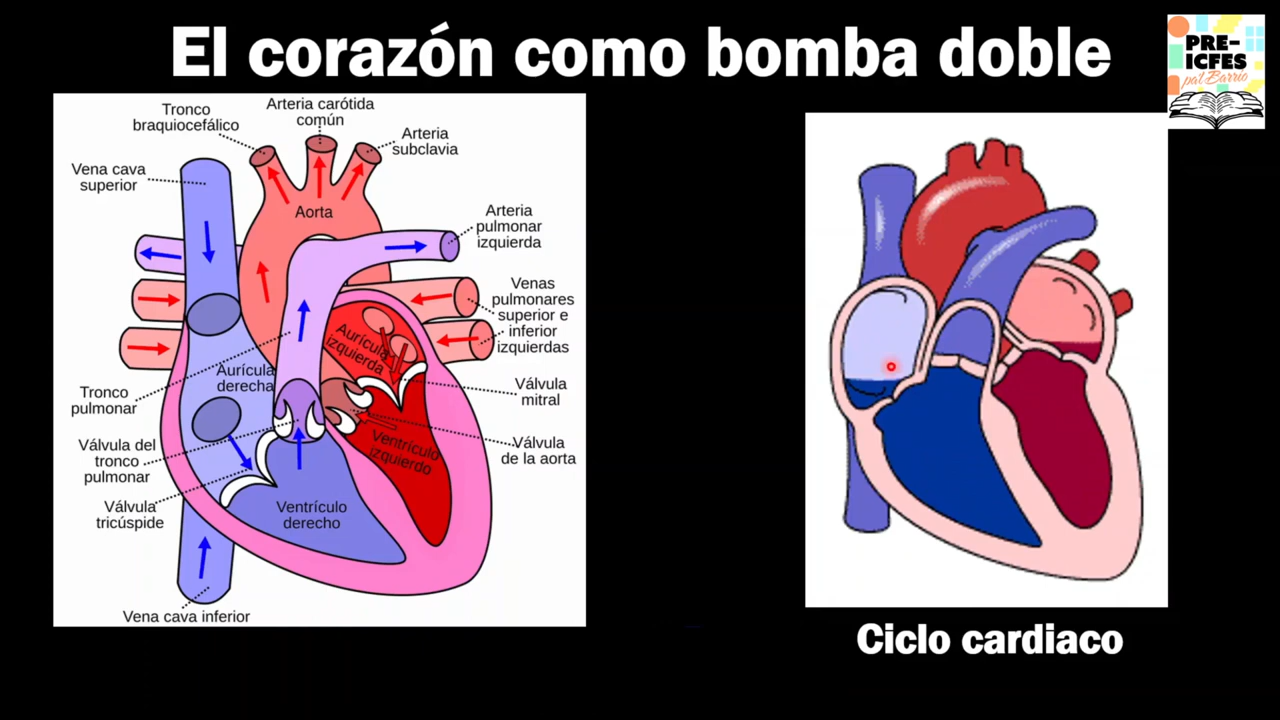 El corazón como bomba doble
PRE-
ICFES
pal Barrio
Tronco
braquiocefálico
Arteria carótida
común
Arteria
subclavia
Vena cava
superior
Aorta
Arteria
pulmonar
izquierda
Venas
pulmonares
superior e
inferior
izquierdas
Aurícula
izquierda
Aurícula
derecha
Tronco
pulmonar
Válvula
mitral
Válvula del
tronco
pulmonar
Ventrículo
izquierdo
Válvula
de la aorta
Válvula
tricúspide
Ventrículo
derecho
Vena cava inferior
Ciclo cardiaco